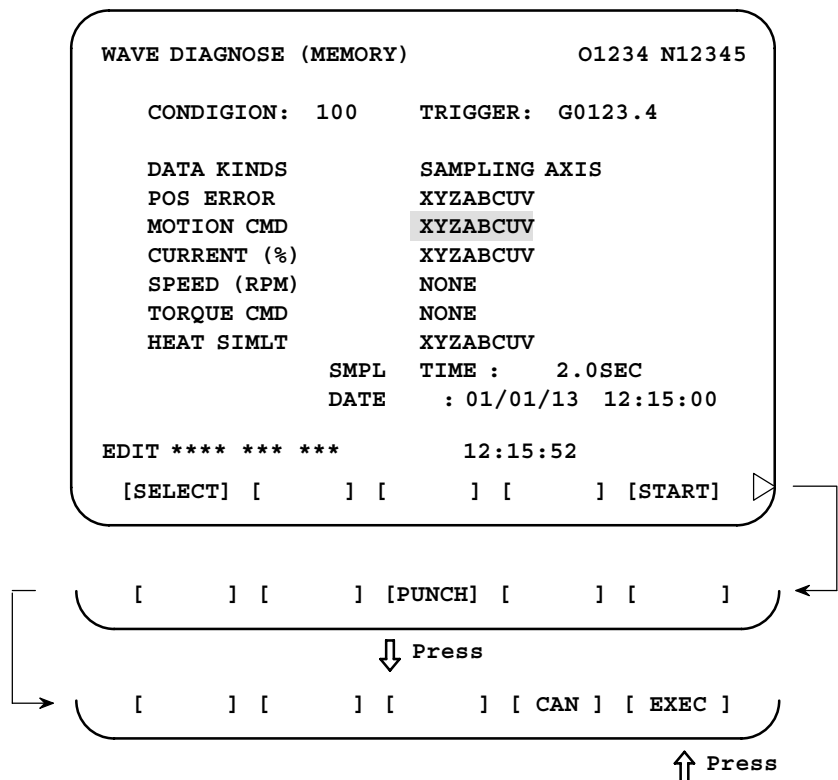 WAVE DIAGNOSE (MEMORY) O1234 N12345
CONDIGION: 100 TRIGGER: G0123.4
DATA KINDS SAMPLING AXIS
POS ERROR XYZABCUV
MOTION CMD XYZABCUV
CURRENT (%) XYZABCUV
SPEED (RPM) NONE
TORQUE CMD NONE
HEAT SIMLT XYZABCUV
SMPL TIME : 2.0SEC
DATE : 01/01/13 12:15:00
EDIT **** *** *** 12:15:52
[SELECT] [ ] [ ] [ ] [START]
[ ] [ ] [PUNCH] [ ] [ ]
Press
[ ] [ ] [ ] [ CAN ] [ EXEC ]
Press